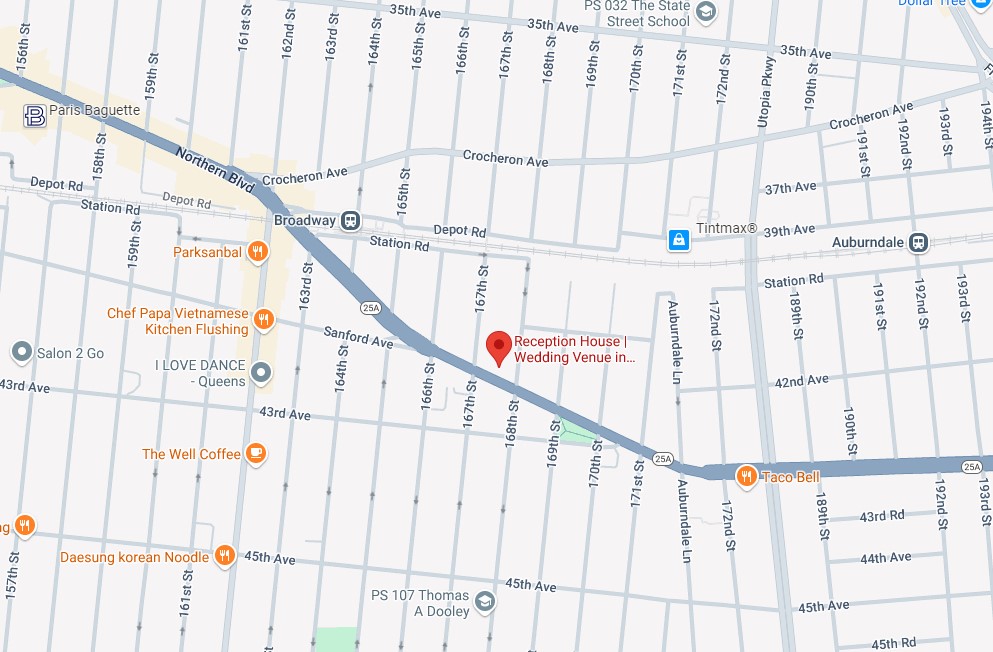 35th Ave
35th Ave
PS 032 The State
Street School
Dollar Tree
156th St
159th St
161st St
162nd St
163rd St
164th St
165th St
166th St
167th St
168th St
169th St
170th St
171st St
172nd St
Utopia Pkwy
190th St
35th Ave
194th St
Paris Baguette
158th St
Northern Blvd
Crocheron Ave
Crocheron Ave
Crocheron Ave
191st St
192nd St
193rd St
Depot Rd
Station Rd
Depot Rd
165th St
37th Ave
Broadway
Depot Rd
Station Rd
Tintmax®
39th Ave
Auburndale
159th St
Parksanbal
163rd St
167th St
Station Rd
189th St
191st St
192nd St
193rd St
25A
Chef Papa Vietnamese
Kitchen Flushing
Sanford Ave
Auburndale Ln
172nd St
Salon 2 Go
I LOVE DANCE
- Queens
164th St
166th St
167th St
Reception House |
Wedding Venue in...
42nd Ave
43rd Ave
43rd Ave
168th St
169th St
170th St
171st St
190th St
The Well Coffee
25A
Taco Bell
25A
Auburndale Ln
172nd St
189th St
192nd St
193rd St
43rd Rd
ng
157th St
Daesung korean Noodle
161st St
45th Ave
45th Ave
44th Ave
PS 107 Thomas
A Dooley
45th Ave
45th Rd